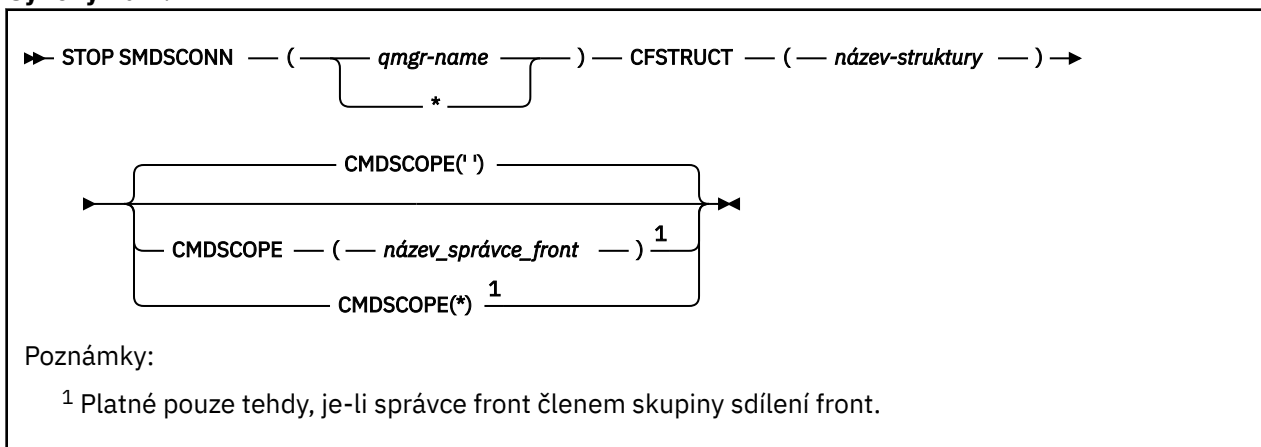 STOP SMDSCONN ( qmgr-name ) CFSTRUCT ( název-struktury )
*
CMDSCOPE(' ')
CMDSCOPE ( název_správce_front ) 1
CMDSCOPE(*) 1
Poznámky:
1 Platné pouze tehdy, je-li správce front členem skupiny sdílení front.